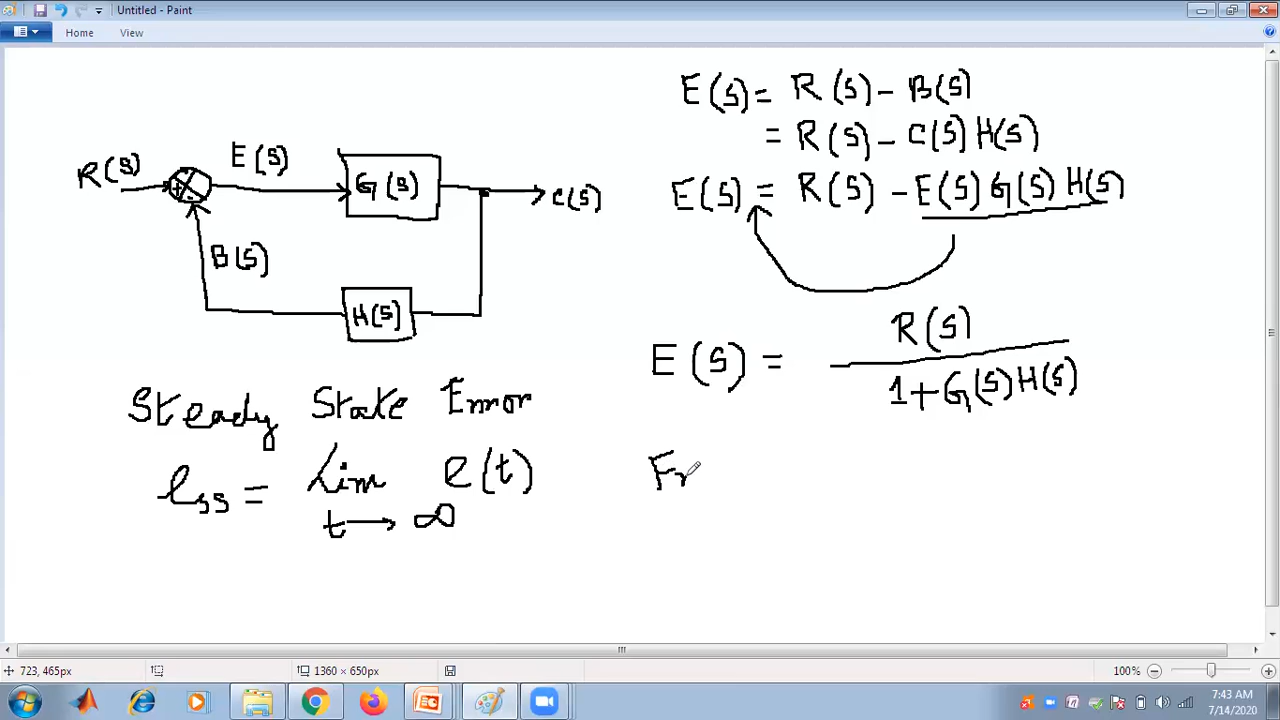 Untitled - Paint
Home View
R(S)
E(S)
G(S)
C(S)
B(S)
H(S)
Steady State Error
ess = Lim e(t)
t → ∞
E(S) = R(S) - B(S)
= R(S) - C(S) H(S)
E(S) = R(S) - E(S) G(S) H(S)
E(S) = R(S)
1+G(S)H(S)
Fr
723, 465px
1360 × 650px
100%
7:43 AM
7/14/2020